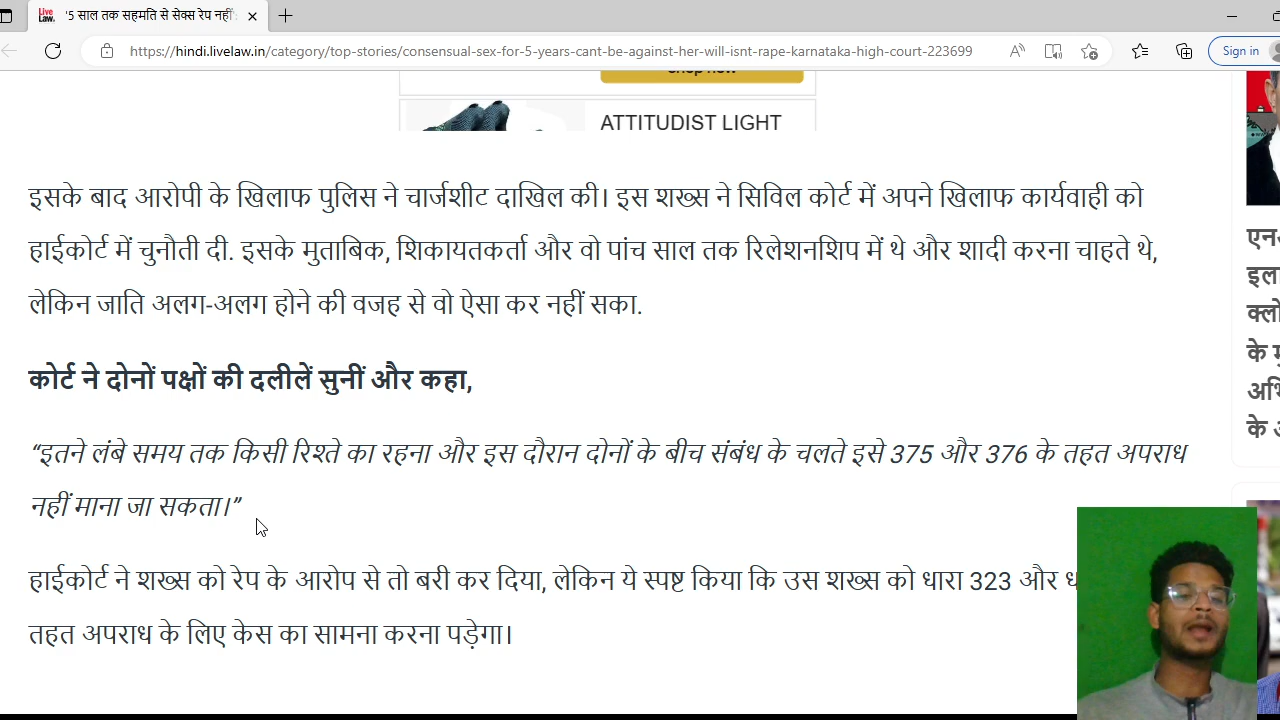 Live Law. '5 साल तक सहमति से सेक्स रेप नहीं
https://hindi.livelaw.in/category/top-stories/consensual-sex-for-5-years-cant-be-against-her-will-isnt-rape-karnataka-high-court-223699
Sign in
ATTITUDIST LIGHT
इसके बाद आरोपी के खिलाफ पुलिस ने चार्जशीट दाखिल की। इस शख्स ने सिविल कोर्ट में अपने खिलाफ कार्यवाही को
हाईकोर्ट में चुनौती दी. इसके मुताबिक, शिकायतकर्ता और वो पांच साल तक रिलेशनशिप में थे और शादी करना चाहते थे,
लेकिन जाति अलग-अलग होने की वजह से वो ऐसा कर नहीं सका.
कोर्ट ने दोनों पक्षों की दलीलें सुनीं और कहा,
“इतने लंबे समय तक किसी रिश्ते का रहना और इस दौरान दोनों के बीच संबंध के चलते इसे 375 और 376 के तहत अपराध
नहीं माना जा सकता।”
हाईकोर्ट ने शख्स को रेप के आरोप से तो बरी कर दिया, लेकिन ये स्पष्ट किया कि उस शख्स को धारा 323 और
तहत अपराध के लिए केस का सामना करना पड़ेगा।
के
के